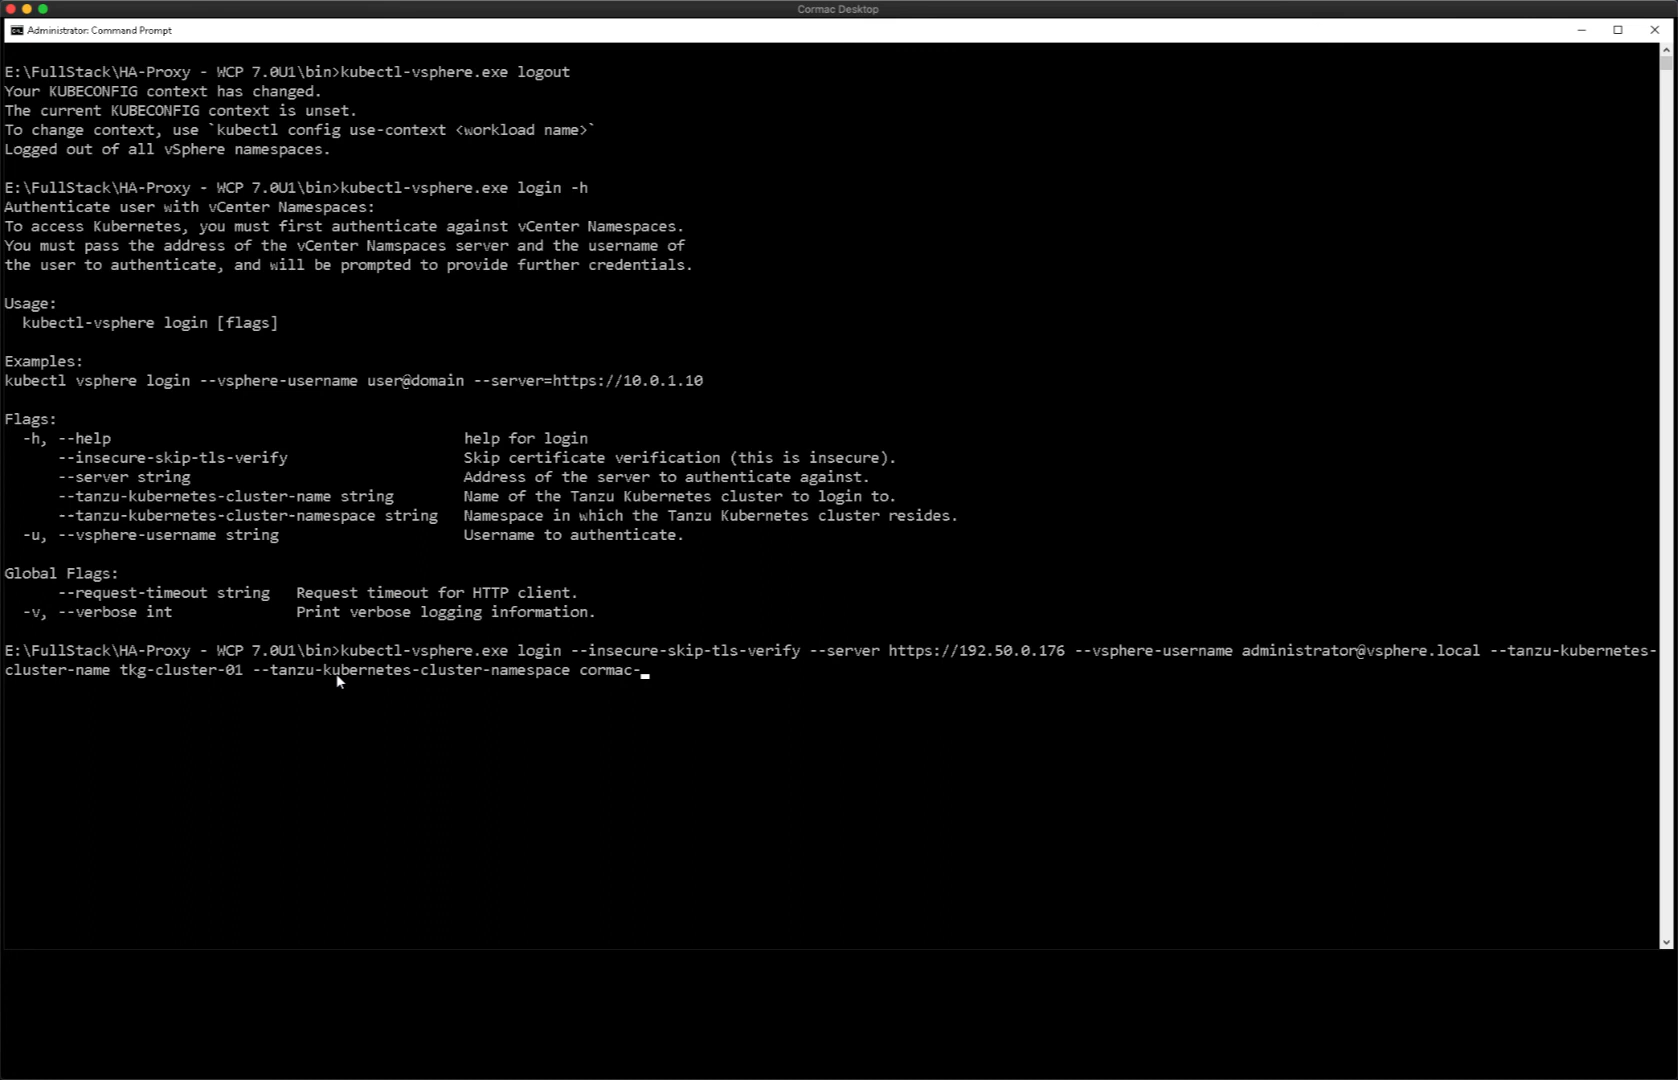 Cormac Desktop
Administrator: Command Prompt
E:\FullStack\HA-Proxy - WCP 7.0U1\bin>kubectl-vsphere.exe logout
Your KUBECONFIG context has changed.
The current KUBECONFIG context is unset.
To change context, use `kubectl config use-context <workload name>`
Logged out of all vSphere namespaces.
E:\FullStack\HA-Proxy - WCP 7.0U1\bin>kubectl-vsphere.exe login -h
Authenticate user with vCenter Namespaces:
To access Kubernetes, you must first authenticate against vCenter Namespaces.
You must pass the address of the vCenter Namspaces server and the username of
the user to authenticate, and will be prompted to provide further credentials.
Usage:
kubectl-vsphere login [flags]
Examples:
kubectl vsphere login --vsphere-username user@domain --server=https://10.0.1.10
Flags:
-h, --help help for login
--insecure-skip-tls-verify Skip certificate verification (this is insecure).
--server string Address of the server to authenticate against.
--tanzu-kubernetes-cluster-name string Name of the Tanzu Kubernetes cluster to login to.
--tanzu-kubernetes-cluster-namespace string Namespace in which the Tanzu Kubernetes cluster resides.
-u, --vsphere-username string Username to authenticate.
Global Flags:
--request-timeout string Request timeout for HTTP client.
-v, --verbose int Print verbose logging information.
E:\FullStack\HA-Proxy - WCP 7.0U1\bin>kubectl-vsphere.exe login --insecure-skip-tls-verify --server https://192.50.0.176 --vsphere-username administrator@vsphere.local --tanzu-kubernetes-
cluster-name tkg-cluster-01 --tanzu-kubernetes-cluster-namespace cormac-